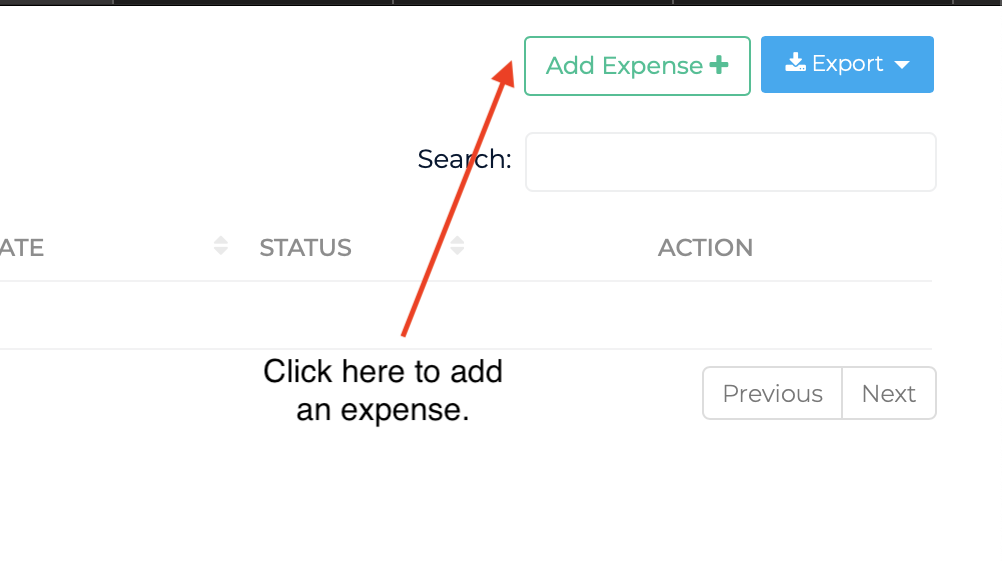 Add Expense Export
Search:
ATE STATUS ACTION
Click here to add
an expense.
Previous Next